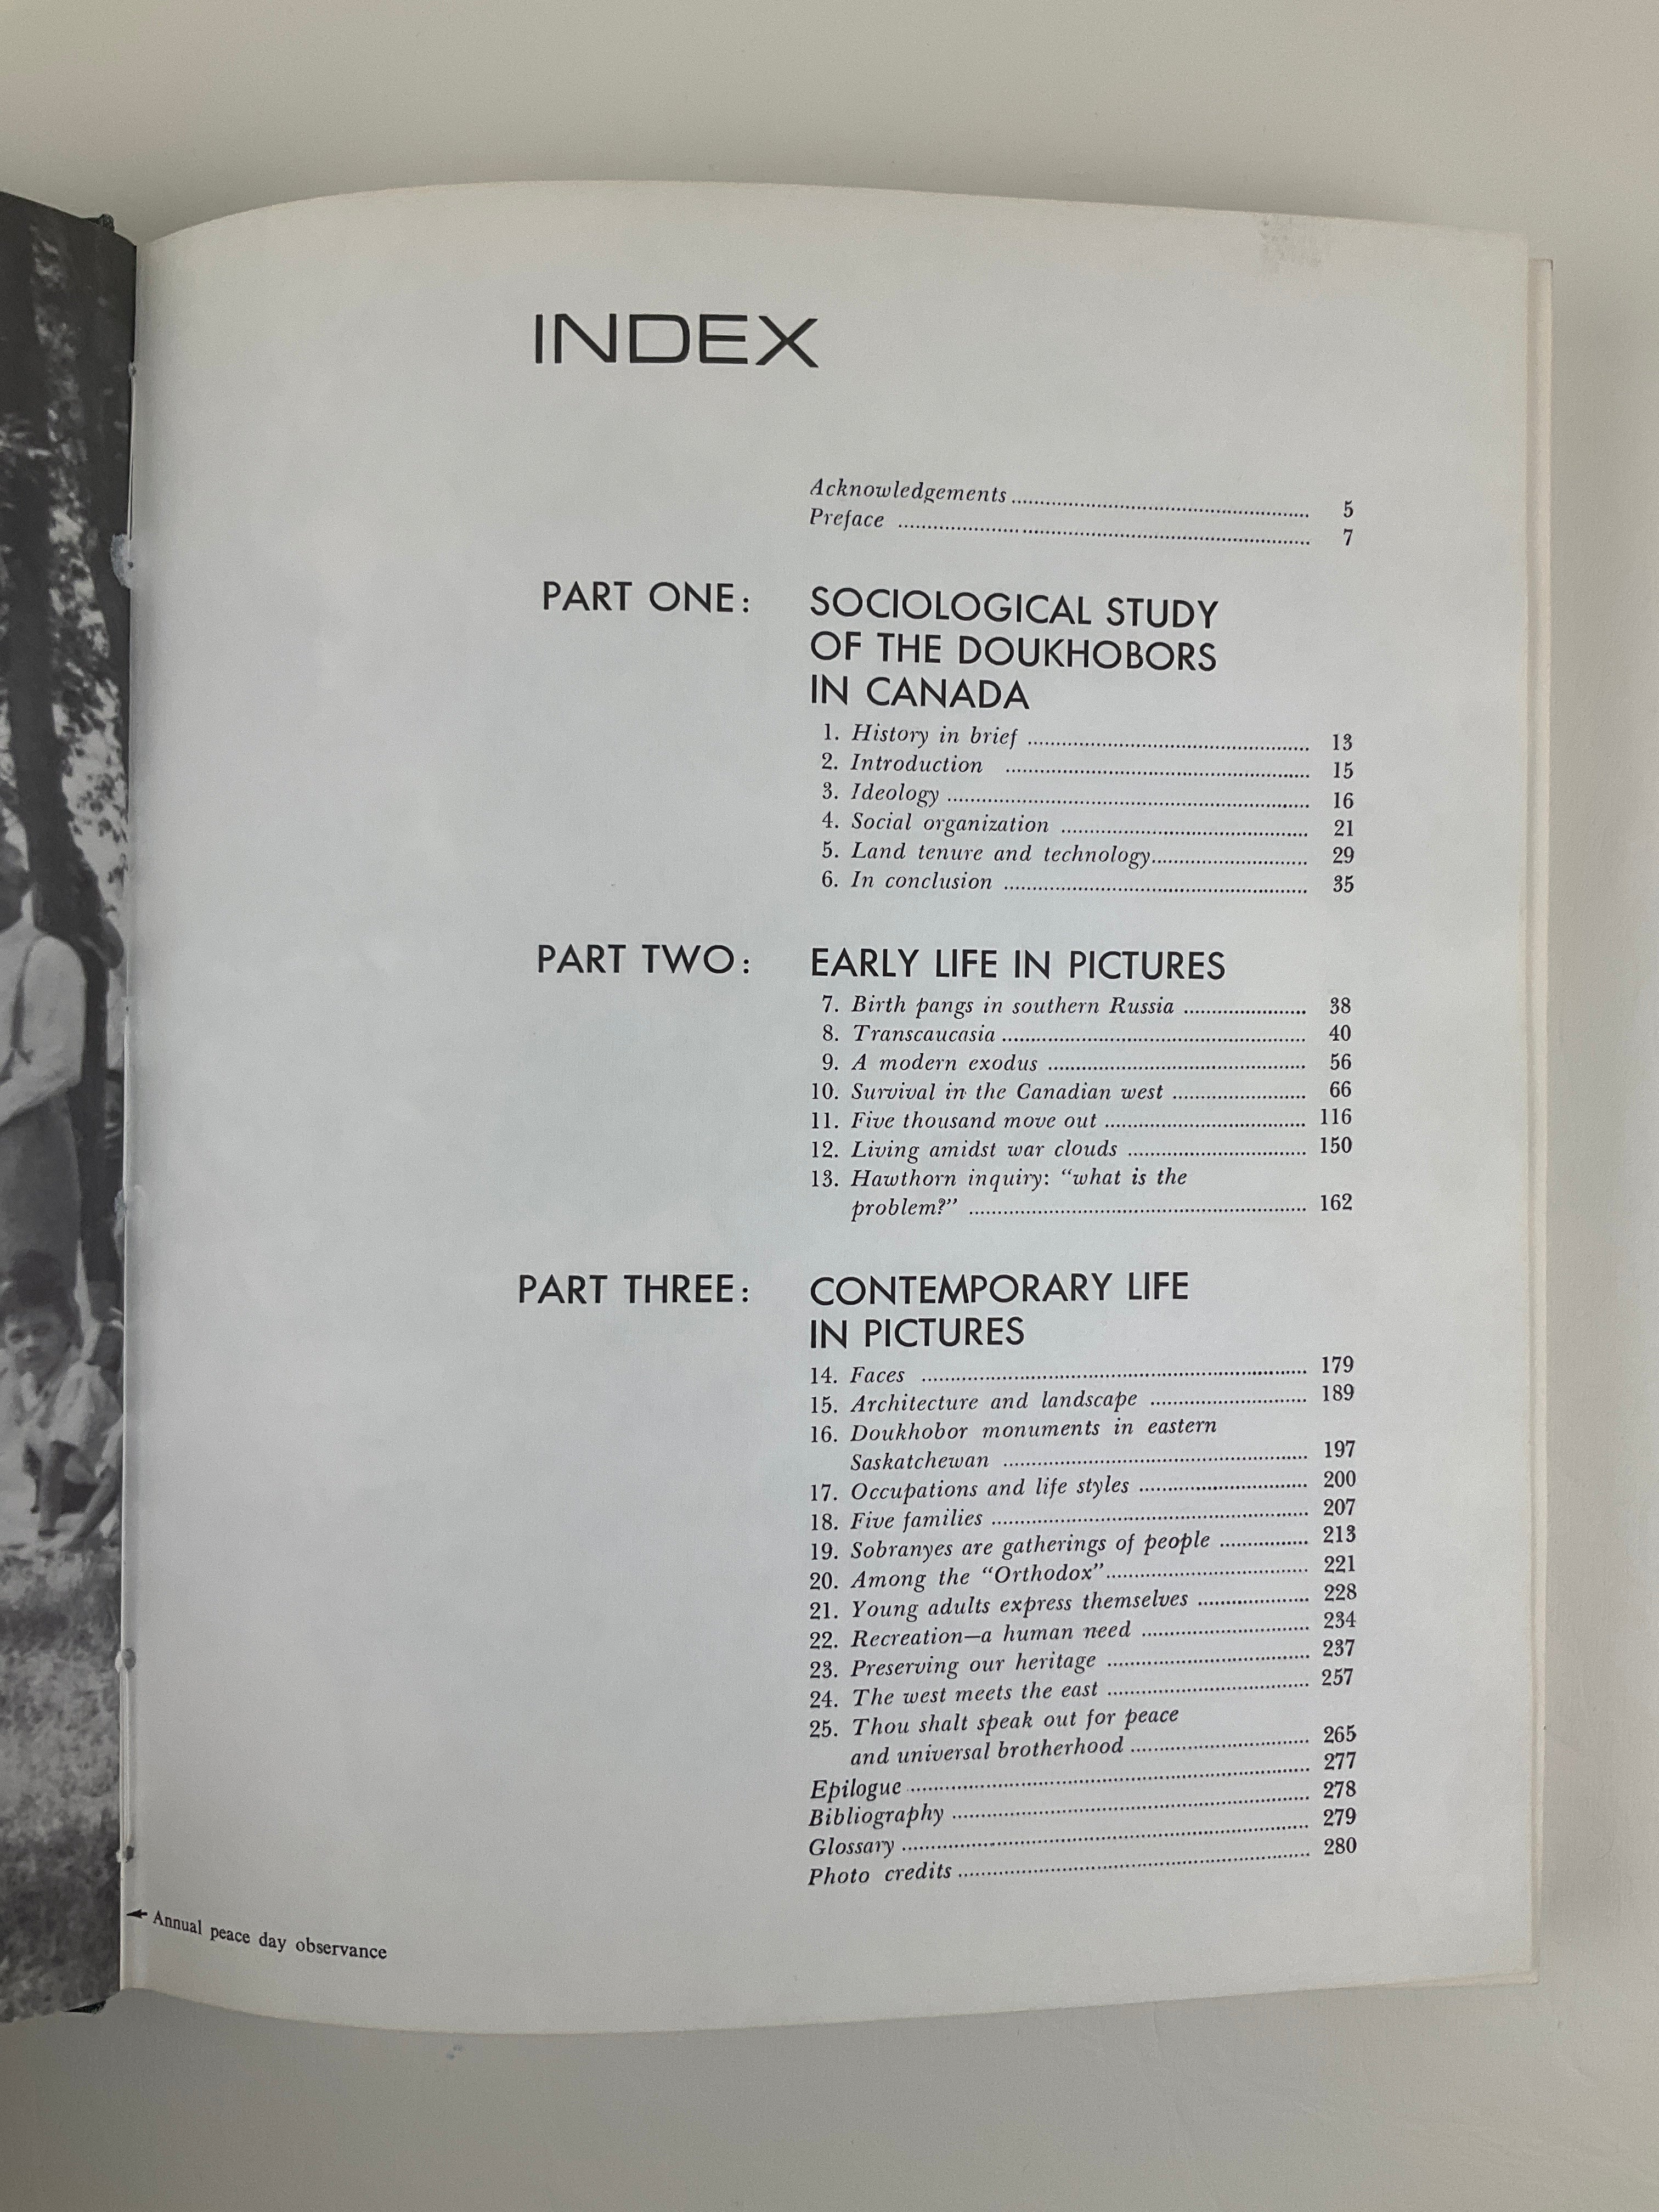 INDEX
Acknowledgements ........ 5
Preface ........ 7
PART ONE: SOCIOLOGICAL STUDY
OF THE DOUKHOBORS
IN CANADA
1. History in brief ........ 13
2. Introduction ........ 15
3. Ideology ........ 16
4. Social organization ........ 21
5. Land tenure and technology ........ 29
6. In conclusion ........ 35
PART TWO: EARLY LIFE IN PICTURES
7. Birth pangs in southern Russia ........ 38
8. Transcaucasia ........ 40
9. A modern exodus ........ 56
10. Survival in the Canadian west ........ 66
11. Five thousand move out ........ 116
12. Living amidst war clouds ........ 150
13. Hawthorn inquiry: “what is the
problem?” ........ 162
PART THREE: CONTEMPORARY LIFE
IN PICTURES
14. Faces ........ 179
15. Architecture and landscape ........ 189
16. Doukhobor monuments in eastern
Saskatchewan ........ 197
17. Occupations and life styles ........ 200
18. Five families ........ 207
19. Sobranyes are gatherings of people ........ 213
20. Among the “Orthodox” ........ 221
21. Young adults express themselves ........ 228
22. Recreation—a human need ........ 234
23. Preserving our heritage ........ 237
24. The west meets the east ........ 257
25. Thou shalt speak out for peace
and universal brotherhood ........ 265
Epilogue ........ 277
Bibliography ........ 278
Glossary ........ 279
Photo credits ........ 280
← Annual peace day observance